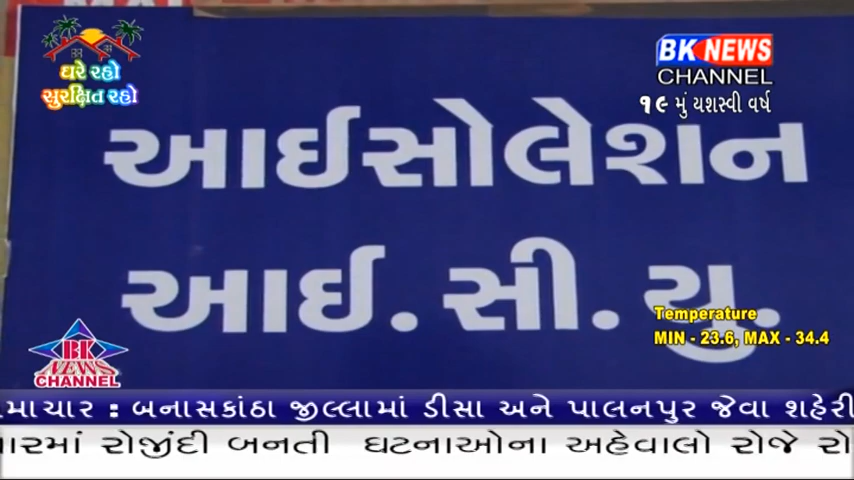 ઘરે રહો
સુરક્ષિત રહો
BK NEWS
CHANNEL
૧૯ મું યશસ્વી વર્ષ
આઈસોલેશન
આઈ.સી.યુ.
Temperature
MIN - 23.6, MAX - 34.4
BK
NEWS
CHANNEL
માચાર : બનાસકાંઠા જીલ્લામાં ડીસા અને પાલનપુર જેવા શહેરી
ારમાં રોજીંદી બનતી ઘટનાઓના અહેવાલો રોજે રો